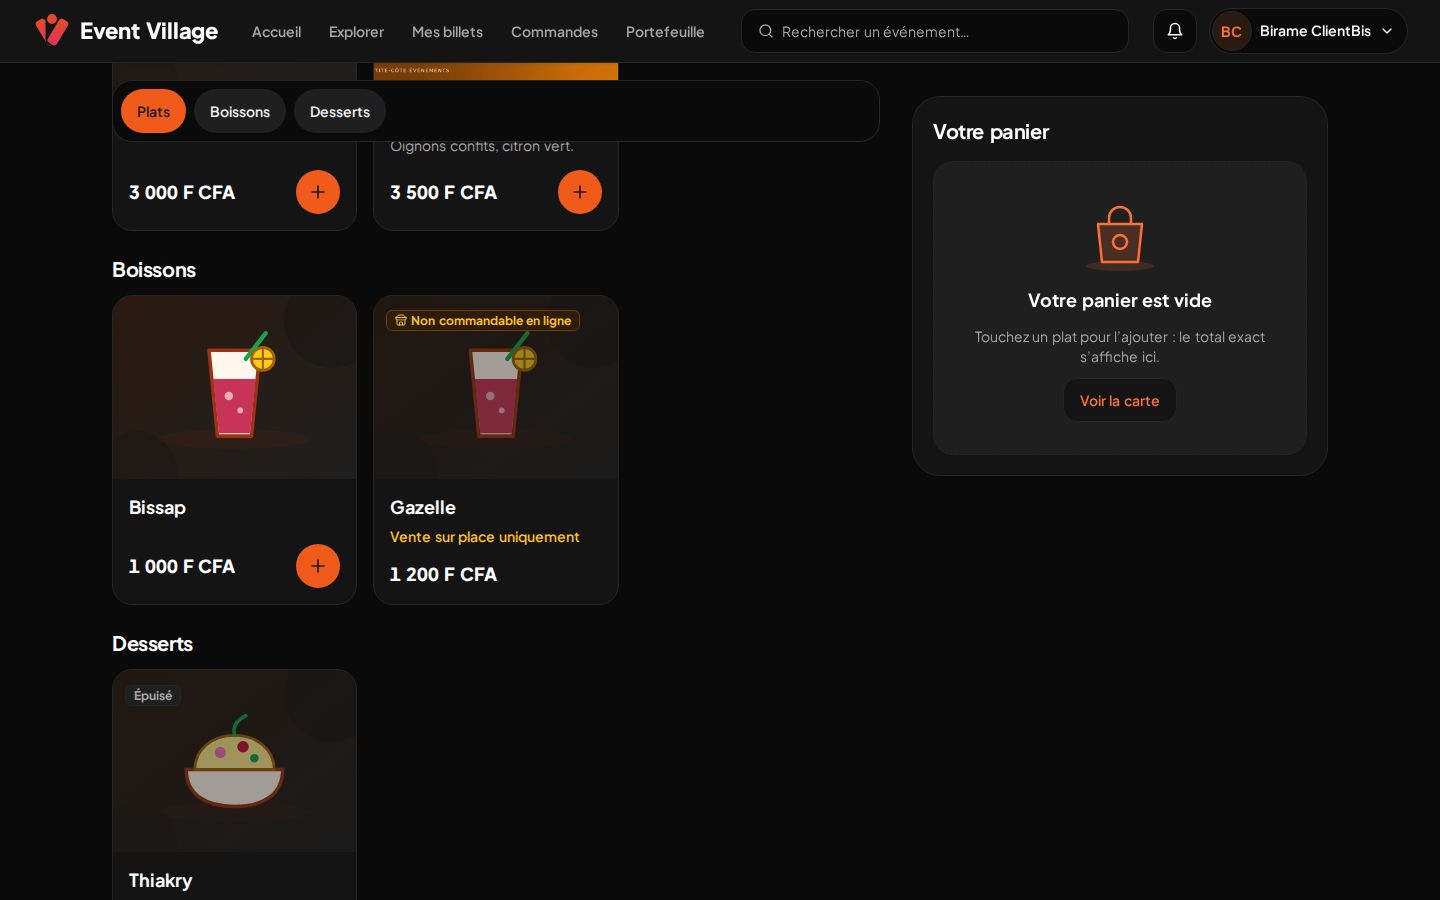 Event Village
Accueil
Explorer
Mes billets
Commandes
Portefeuille
Rechercher un événement...
BC
Birame ClientBis
TITE-CÔTE ÉVÉNEMENTS
Plats
Boissons
Desserts
Oignons confits, citron vert.
3 000 F CFA
3 500 F CFA
Boissons
Bissap
1 000 F CFA
Non commandable en ligne
Gazelle
Vente sur place uniquement
1 200 F CFA
Desserts
Épuisé
Thiakry
Votre panier
Votre panier est vide
Touchez un plat pour l’ajouter : le total exact
s’affiche ici.
Voir la carte